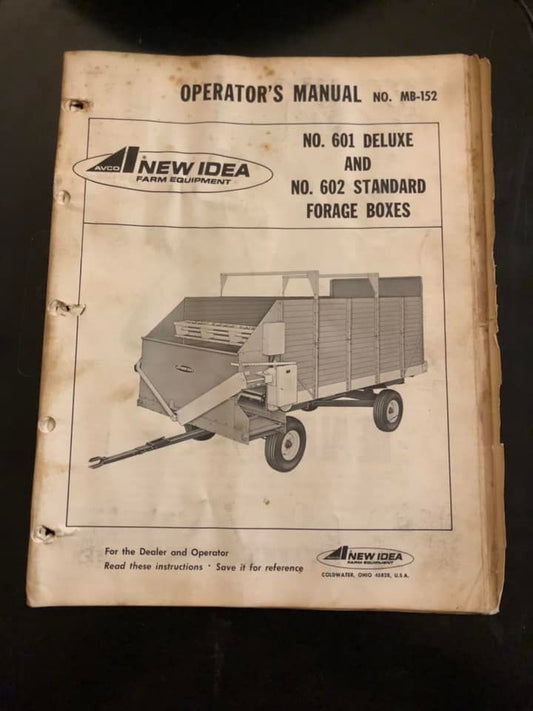 OPERATOR'S MANUAL NO. MB-152
AVCO NEW IDEA
FARM EQUIPMENT
NO. 601 DELUXE
AND
NO. 602 STANDARD
FORAGE BOXES
For the Dealer and Operator
Read these instructions · Save it for reference
NEW IDEA
FARM EQUIPMENT
COLDWATER, OHIO 45828, U.S.A.